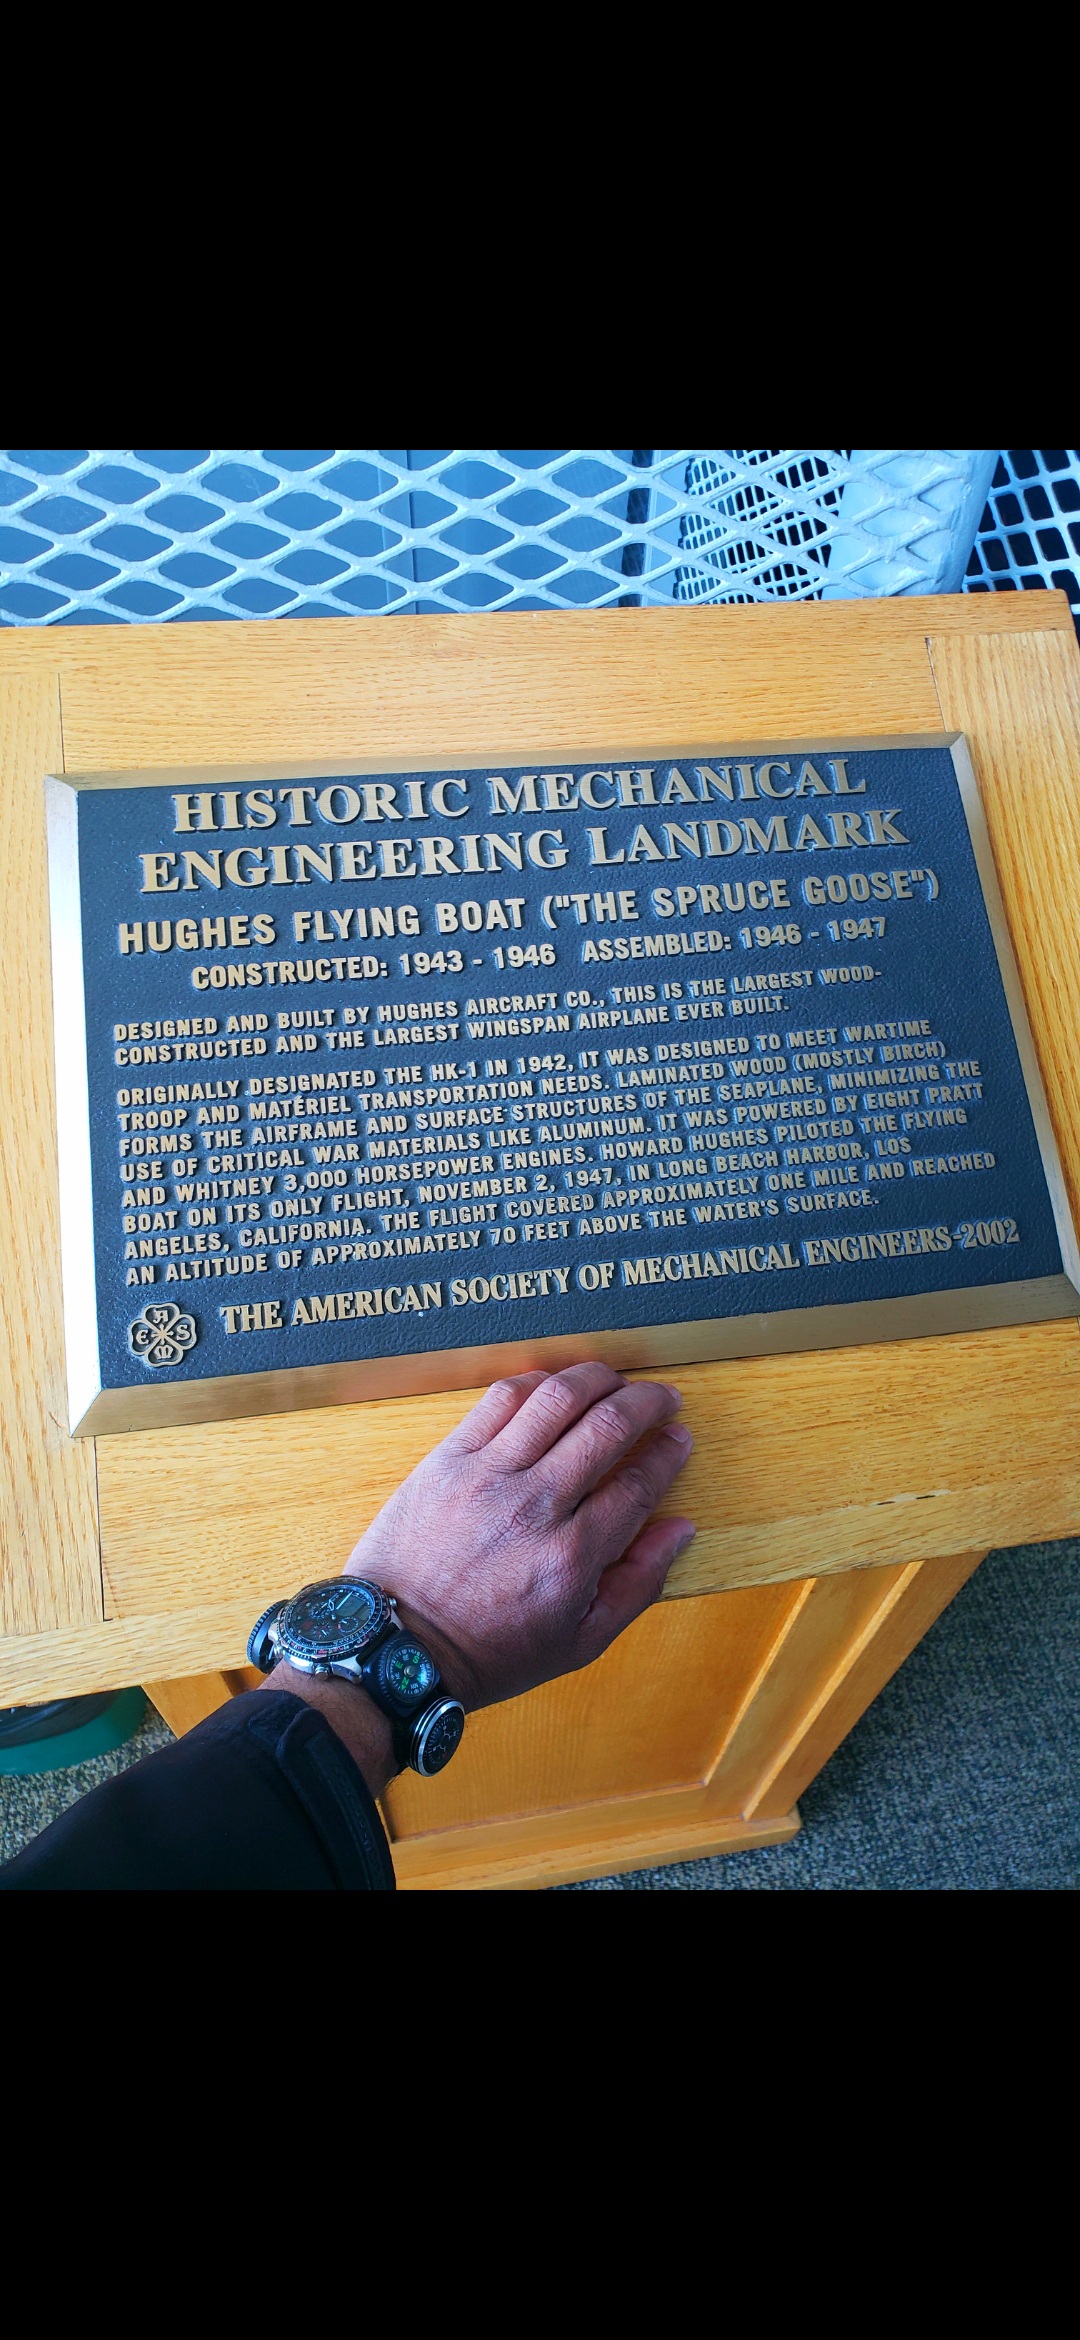 HISTORIC MECHANICAL
ENGINEERING LANDMARK
HUGHES FLYING BOAT ("THE SPRUCE GOOSE")
CONSTRUCTED: 1943 - 1946 ASSEMBLED: 1946 - 1947
DESIGNED AND BUILT BY HUGHES AIRCRAFT CO., THIS IS THE LARGEST WOOD-
CONSTRUCTED AND THE LARGEST WINGSPAN AIRPLANE EVER BUILT.
ORIGINALLY DESIGNATED THE HK-1 IN 1942, IT WAS DESIGNED TO MEET WARTIME
TROOP AND MATÉRIEL TRANSPORTATION NEEDS. LAMINATED WOOD (MOSTLY BIRCH)
FORMS THE AIRFRAME AND SURFACE STRUCTURES OF THE SEAPLANE, MINIMIZING THE
USE OF CRITICAL WAR MATERIALS LIKE ALUMINUM. IT WAS POWERED BY EIGHT PRATT
AND WHITNEY 3,000 HORSEPOWER ENGINES. HOWARD HUGHES PILOTED THE FLYING
BOAT ON ITS ONLY FLIGHT, NOVEMBER 2, 1947, IN LONG BEACH HARBOR, LOS
ANGELES, CALIFORNIA. THE FLIGHT COVERED APPROXIMATELY ONE MILE AND REACHED
AN ALTITUDE OF APPROXIMATELY 70 FEET ABOVE THE WATER'S SURFACE.
THE AMERICAN SOCIETY OF MECHANICAL ENGINEERS-2002
A
E S
M